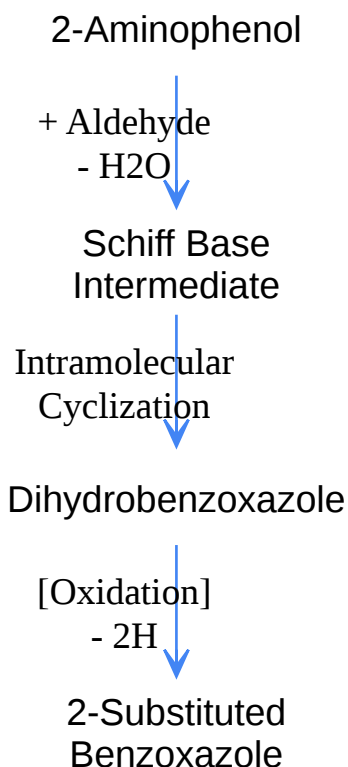 2-Aminophenol
+ Aldehyde
- H2O
Schiff Base
Intermediate
Intramolecular
Cyclization
Dihydrobenzoxazole
[Oxidation]
- 2H
2-Substituted
Benzoxazole